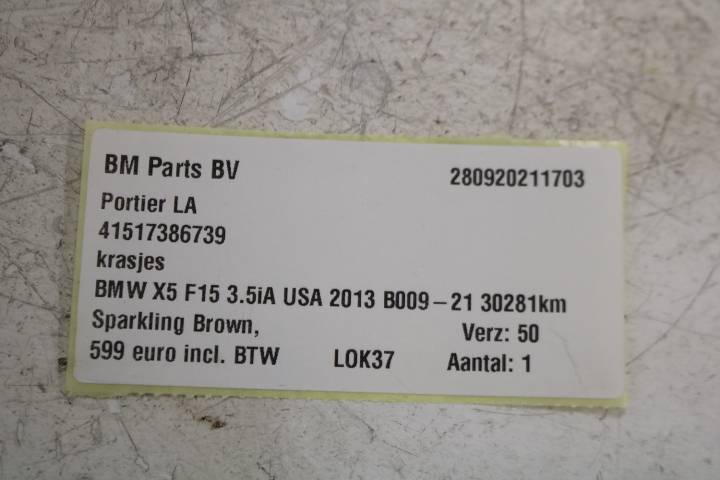 BM Parts BV 280920211703
Portier LA
41517386739
krasjes
BMW X5 F15 3.5iA USA 2013 B009-21 30281km
Sparkling Brown, Verz: 50
599 euro incl. BTW LOK37 Aantal: 1